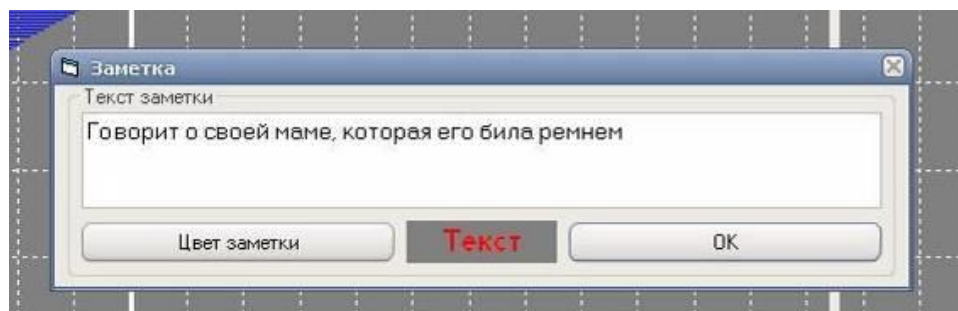 Заметка
Текст заметки
Говорит о своей маме, которая его била ремнем
Цвет заметки
Текст
OK